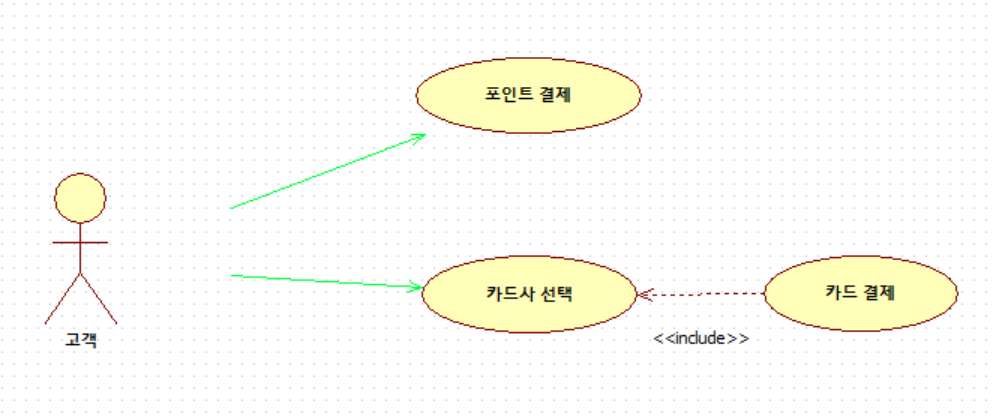 포인트 결제
카드사 선택
카드 결제
<<include>>
고객